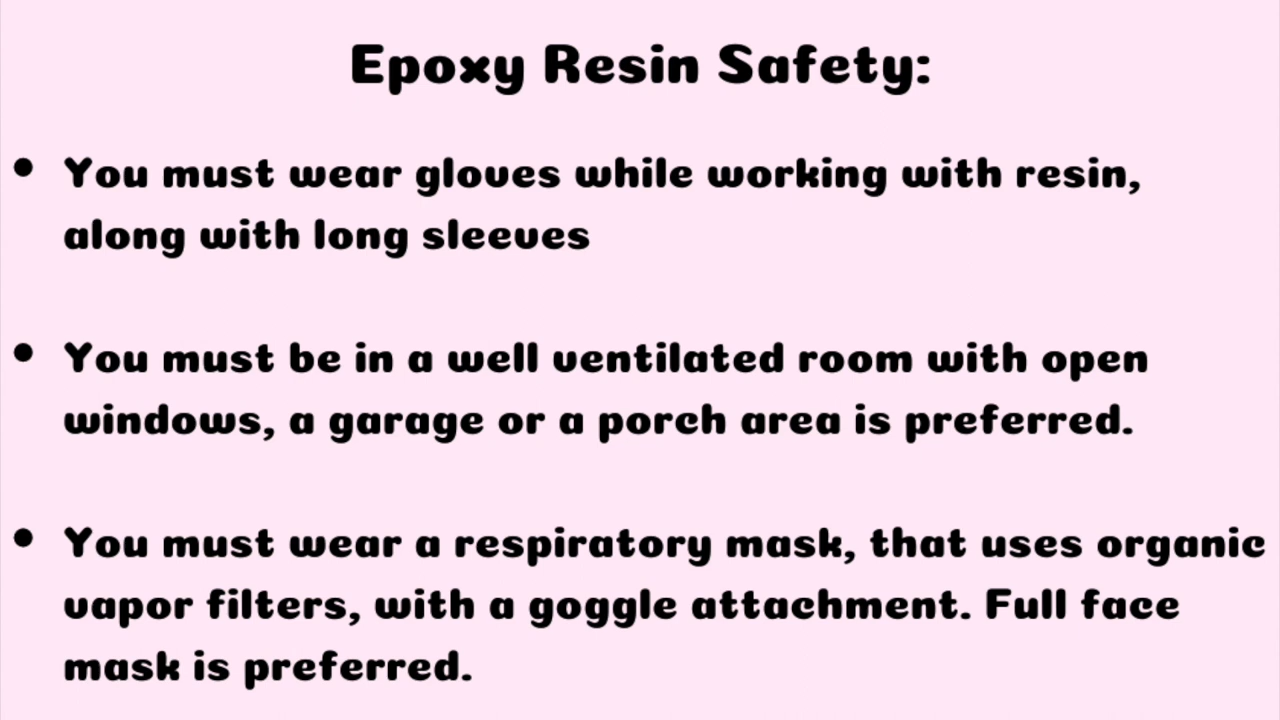 Epoxy Resin Safety:
• You must wear gloves while working with resin,
along with long sleeves
• You must be in a well ventilated room with open
windows, a garage or a porch area is preferred.
• You must wear a respiratory mask, that uses organic
vapor filters, with a goggle attachment. Full face
mask is preferred.